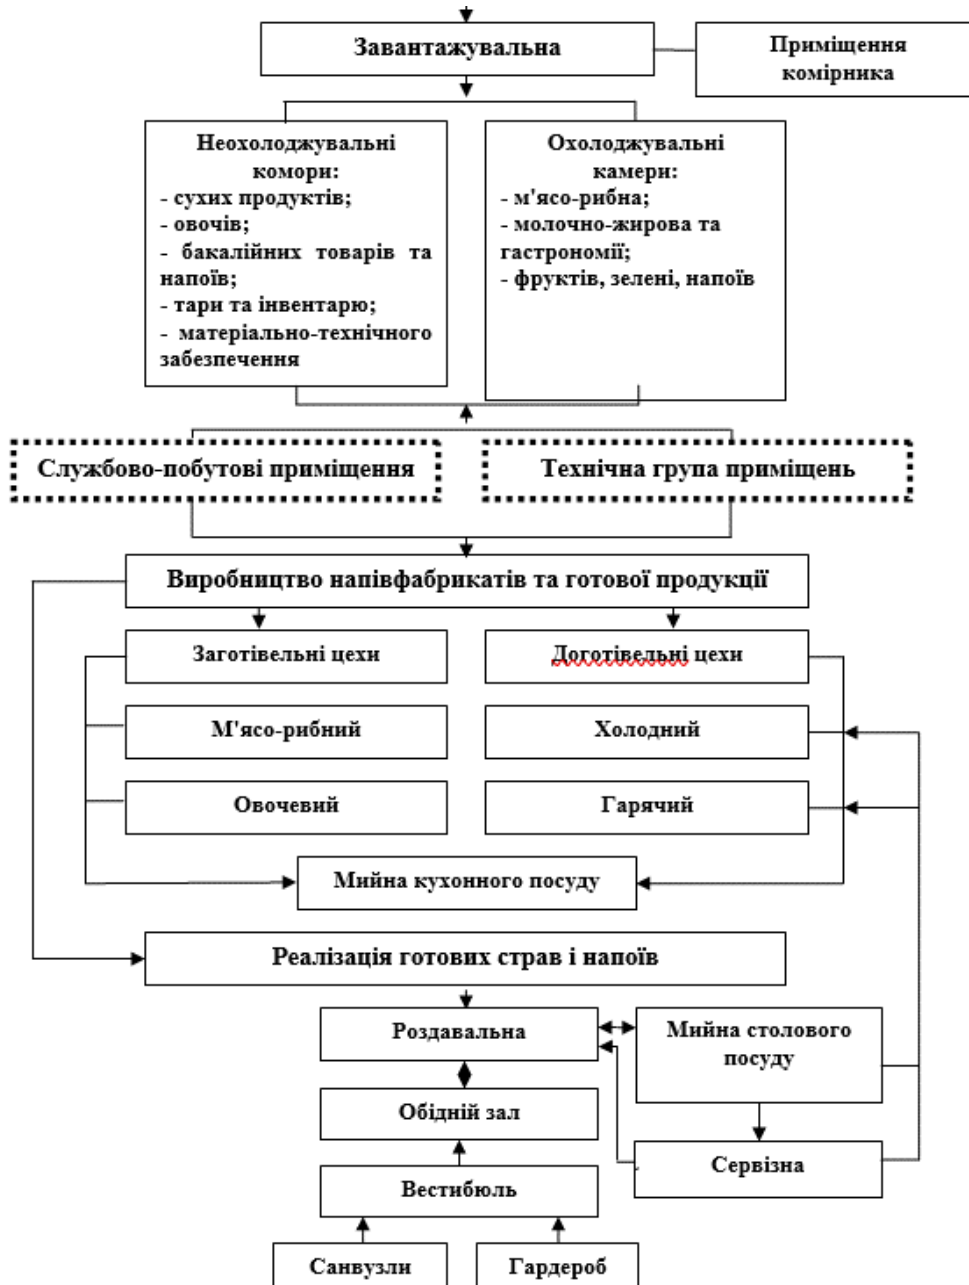 Завантажувальна
Приміщення
комірника
Неохолоджувальні
комори:
- сухих продуктів;
- овочів;
- бакалійних товарів та
напоїв;
- тари та інвентарю;
- матеріально-технічного
забезпечення
Охолоджувальні
камери:
- м'ясо-рибна;
- молочно-жирова та
гастрономії;
- фруктів, зелені, напоїв
Службово-побутові приміщення
Технічна група приміщень
Виробництво напівфабрикатів та готової продукції
Заготівельні цехи
Доготівельні цехи
М'ясо-рибний
Холодний
Овочевий
Гарячий
Мийна кухонного посуду
Реалізація готових страв і напоїв
Роздавальна
Мийна столового
посуду
Обідній зал
Сервізна
Вестибюль
Санвузли
Гардероб